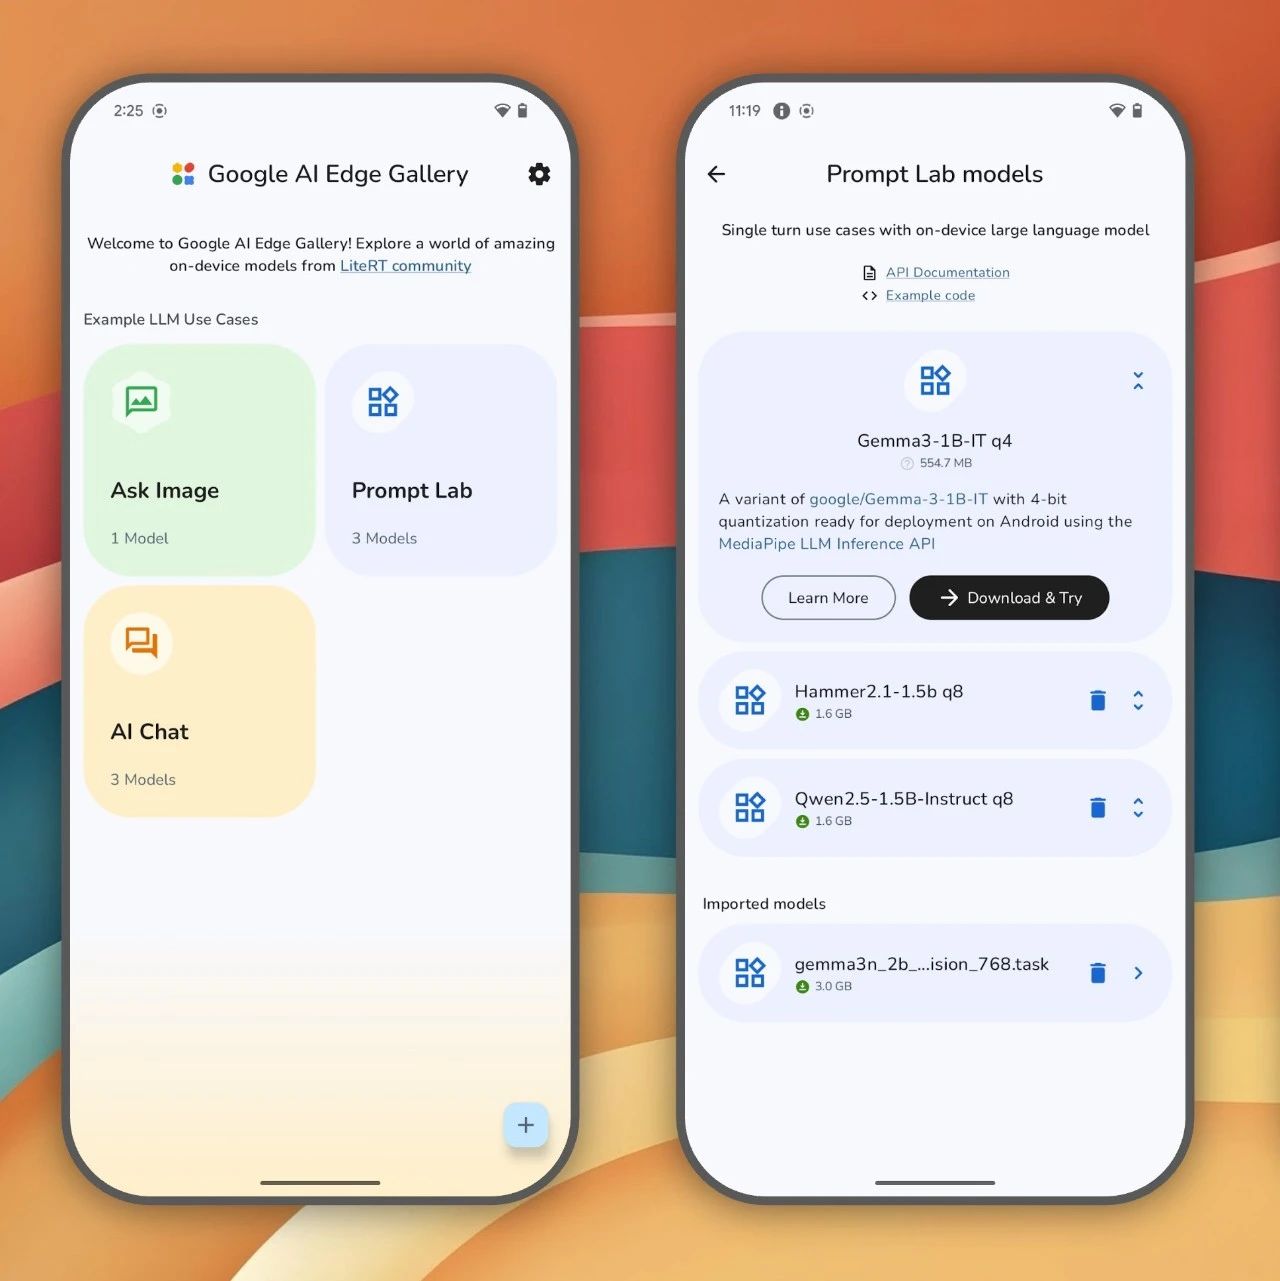 2:25
Google AI Edge Gallery
Welcome to Google AI Edge Gallery! Explore a world of amazing
on-device models from LiteRT community
Example LLM Use Cases
Ask Image
1 Model
Prompt Lab
3 Models
AI Chat
3 Models
11:19
Prompt Lab models
Single turn use cases with on-device large language model
API Documentation
Example code
Gemma3-1B-IT q4
554.7 MB
A variant of google/Gemma-3-1B-IT with 4-bit
quantization ready for deployment on Android using the
MediaPipe LLM Inference API
Learn More
Download & Try
Hammer2.1-1.5b q8
1.6 GB
Qwen2.5-1.5B-Instruct q8
1.6 GB
Imported models
gemma3n_2b_...ision_768.task
3.0 GB